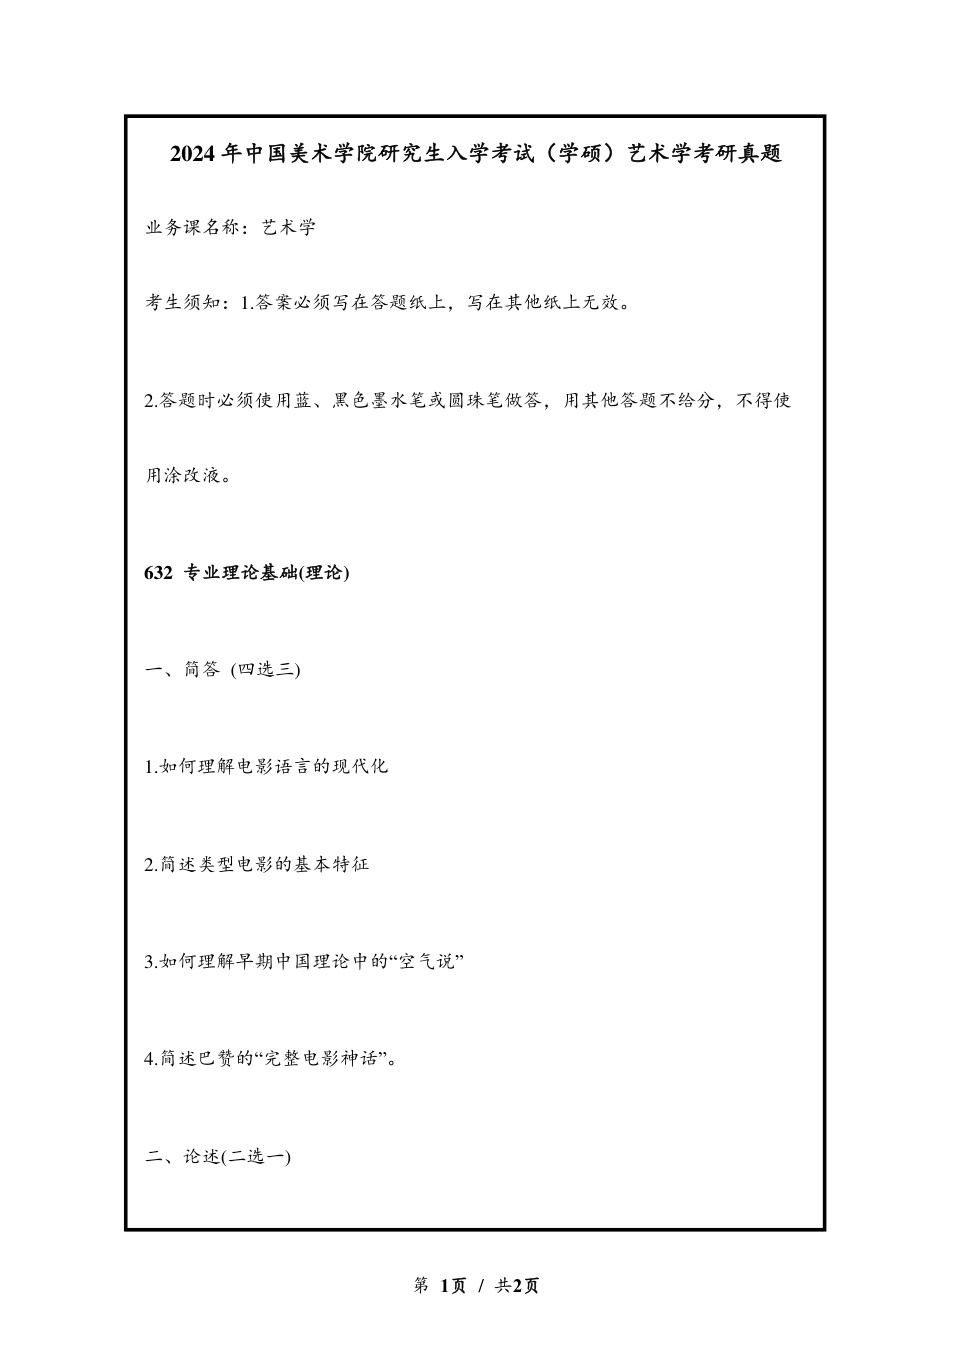 2024 年中国美术学院研究生入学考试（学硕）艺术学考研真题
业务课名称：艺术学
考生须知：1.答案必须写在答题纸上，写在其他纸上无效。
2.答题时必须使用蓝、黑色墨水笔或圆珠笔做答，用其他答题不给分，不得使
用涂改液。
632 专业理论基础(理论)
一、简答 (四选三)
1.如何理解电影语言的现代化
2.简述类型电影的基本特征
3.如何理解早期中国理论中的“空气说”
4.简述巴赞的“完整电影神话”。
二、论述(二选一)
第 1页 / 共2页